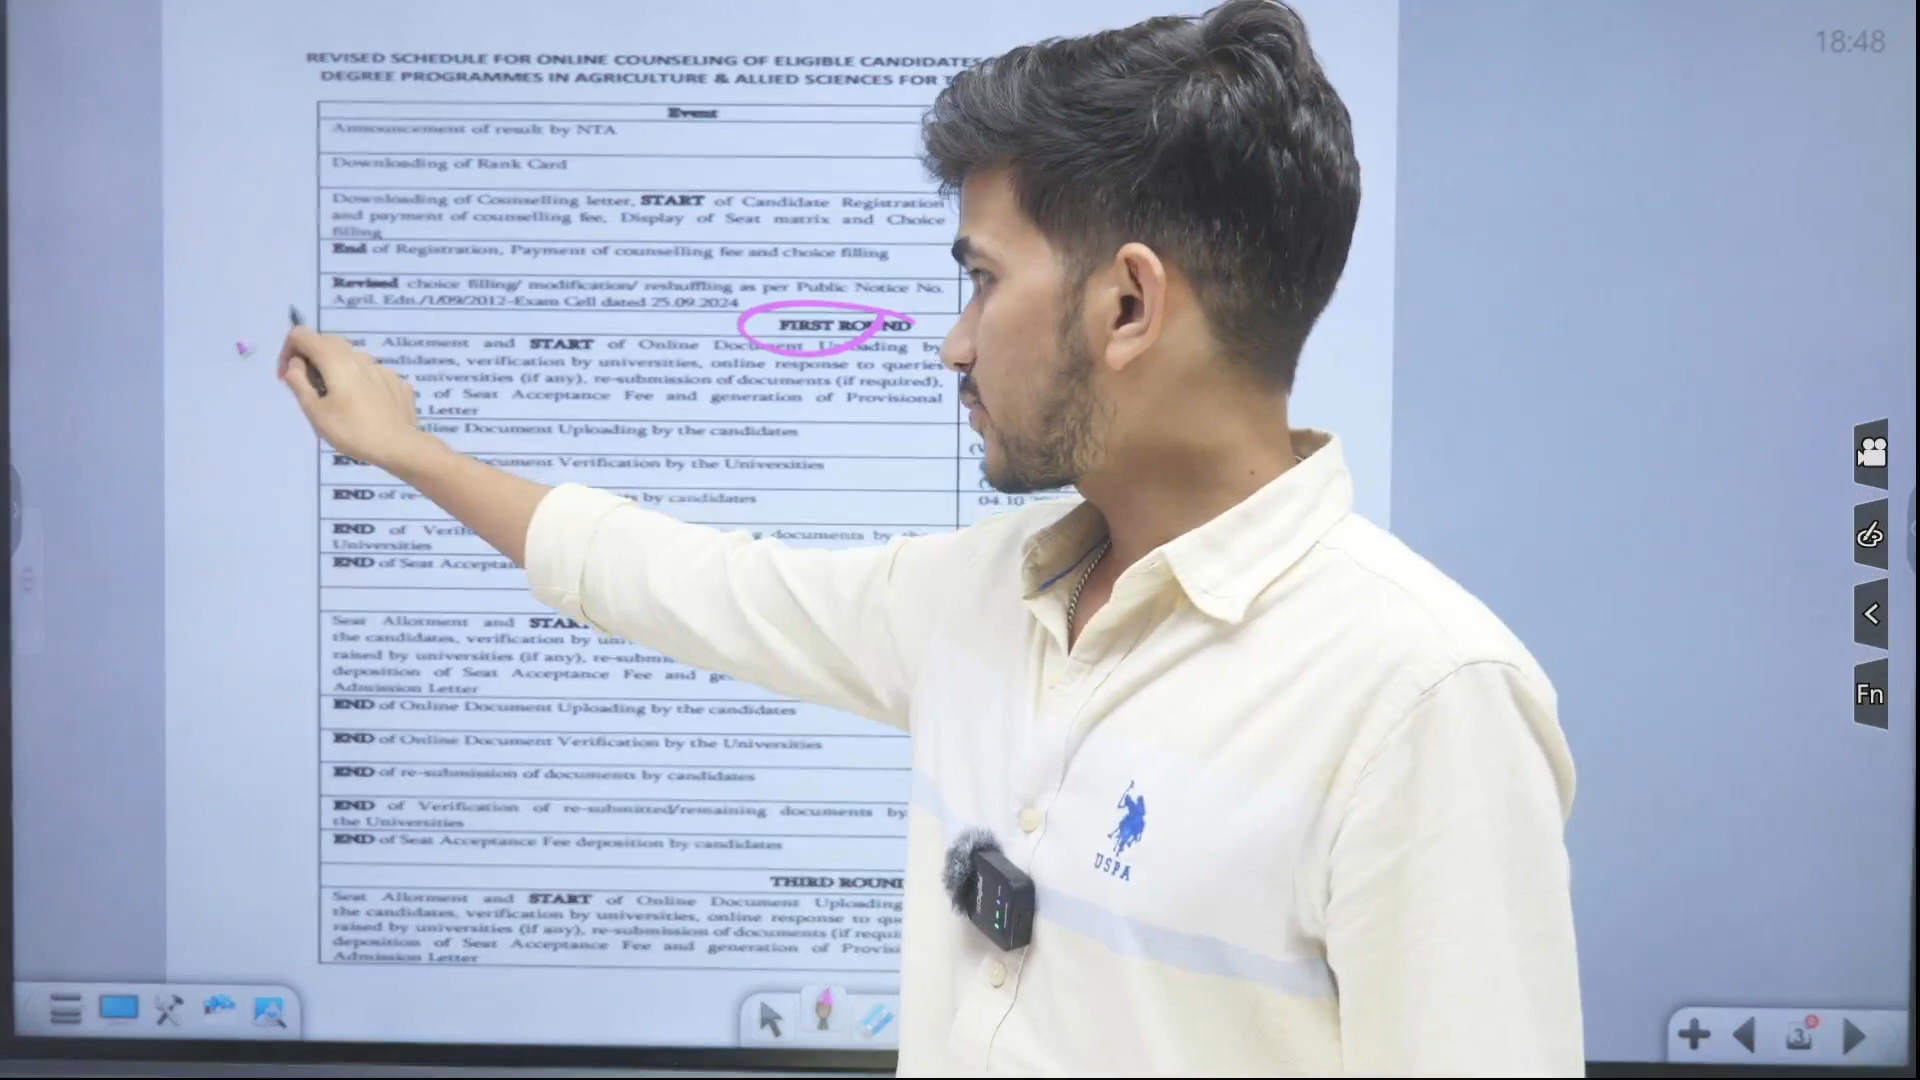 18:48
REVISED SCHEDULE FOR ONLINE COUNSELING OF ELIGIBLE CANDIDATES
DEGREE PROGRAMMES IN AGRICULTURE & ALLIED SCIENCES FOR
Event
Announcement of result by NTA
Downloading of Rank Card
Downloading of Counselling letter, START of Candidate Registration
and payment of counselling fee, Display of Seat matrix and Choice
filling
End of Registration, Payment of counselling fee and choice filling
Revised choice filling/ modification/ reshuffling as per Public Notice No.
Agril. Edn./1/09/2012-Exam Cell dated 25.09.2024
FIRST ROUND
Allotment and START of Online Document Uploading by
candidates, verification by universities, online response to queries
universities (if any), re-submission of documents (if required),
of Seat Acceptance Fee and generation of Provisional
Letter
Document Uploading by the candidates
Document Verification by the Universities
END of by candidates
04.10
END of documents by
Universities
END of Seat
Seat Allotment and
the candidates, verification by
raised by universities (if any),
deposition of Seat Acceptance Fee and
Admission Letter
END of Online Document Uploading by the candidates
END of Online Document Verification by the Universities
END of re-submission of documents by candidates
END of Verification of re-submitted/remaining documents by
the Universities
END of Seat Acceptance Fee deposition by candidates
THIRD
Seat Allotment and START of Online Document Uploading
the candidates, verification by universities, online response to
raised by universities (if any), re-submission of documents (if
deposition of Seat Acceptance Fee and generation of
Admission Letter
USPA
Fn
3